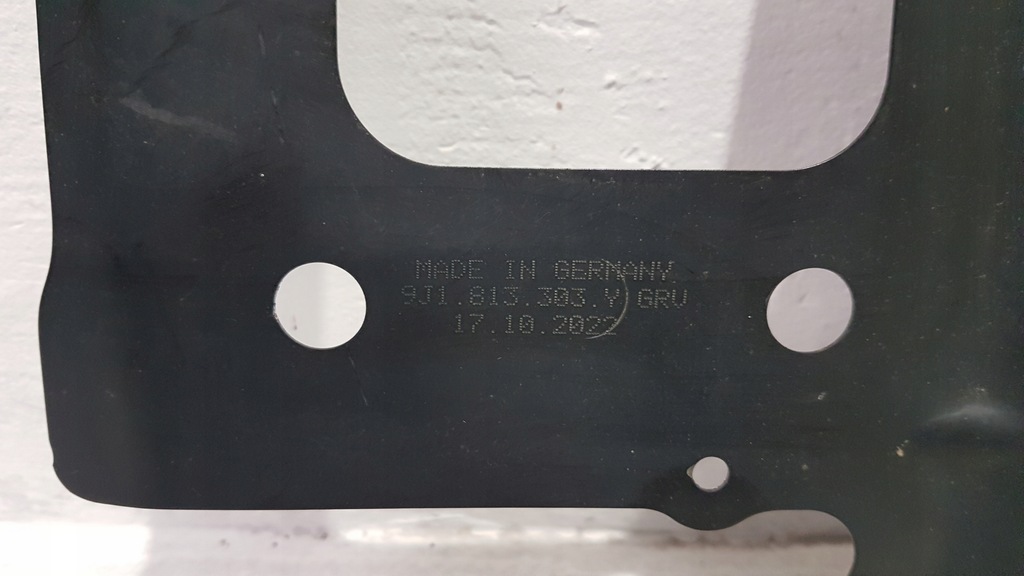 MADE IN GERMANY
9J1.813.303.Y GRV
17.10.2022